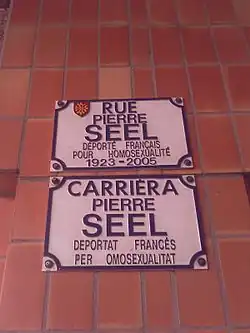 RUE
PIERRE
SEEL
DÉPORTÉ FRANÇAIS
POUR HOMOSEXUALITÉ
1923-2005
CARRIÈRA
PIERRE
SEEL
DEPORTAT FRANCÉS
PER OMOSEXUALITAT